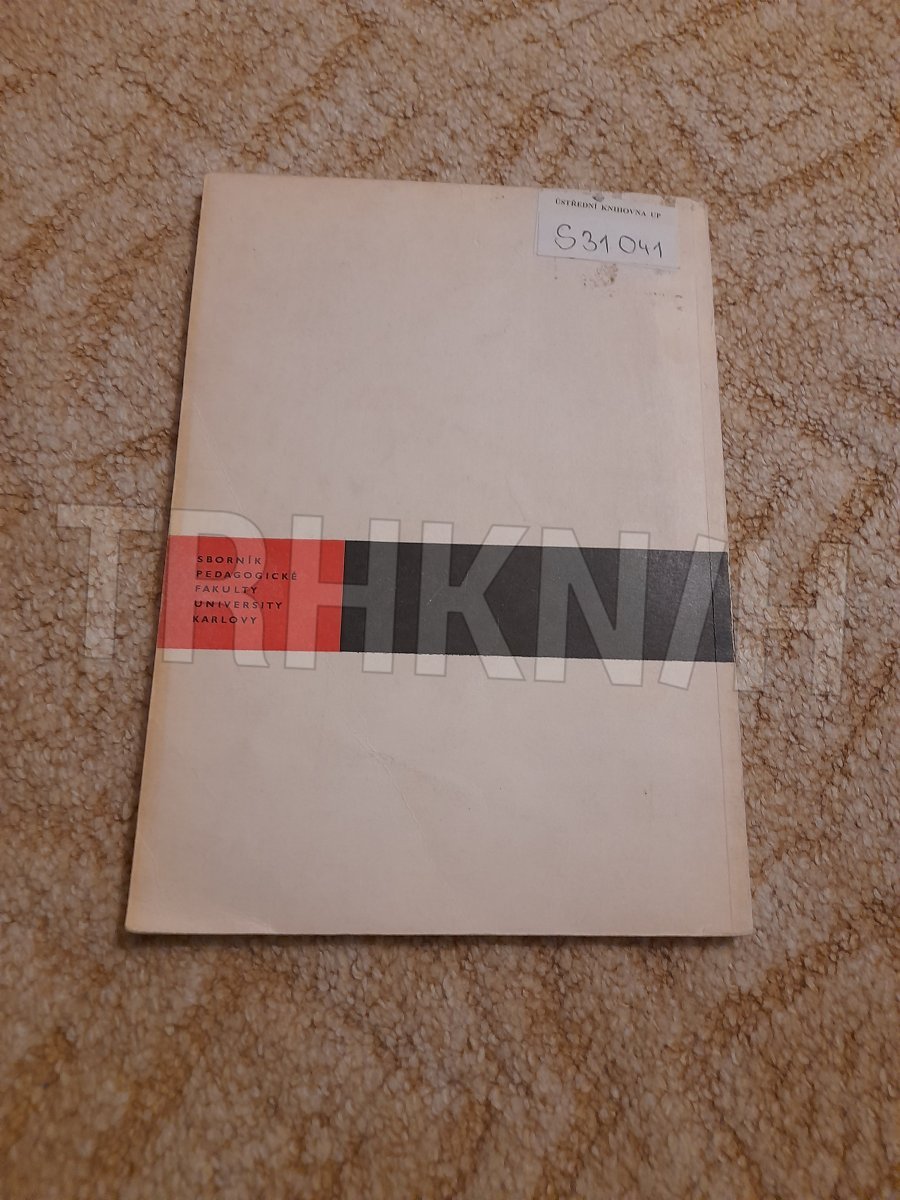 ÚSTŘEDNÍ KNIHOVNA UP
S31041
TRHKNIH
SBORNÍK
PEDAGOGICKÉ
FAKULTY
UNIVERSITY
KARLOVY